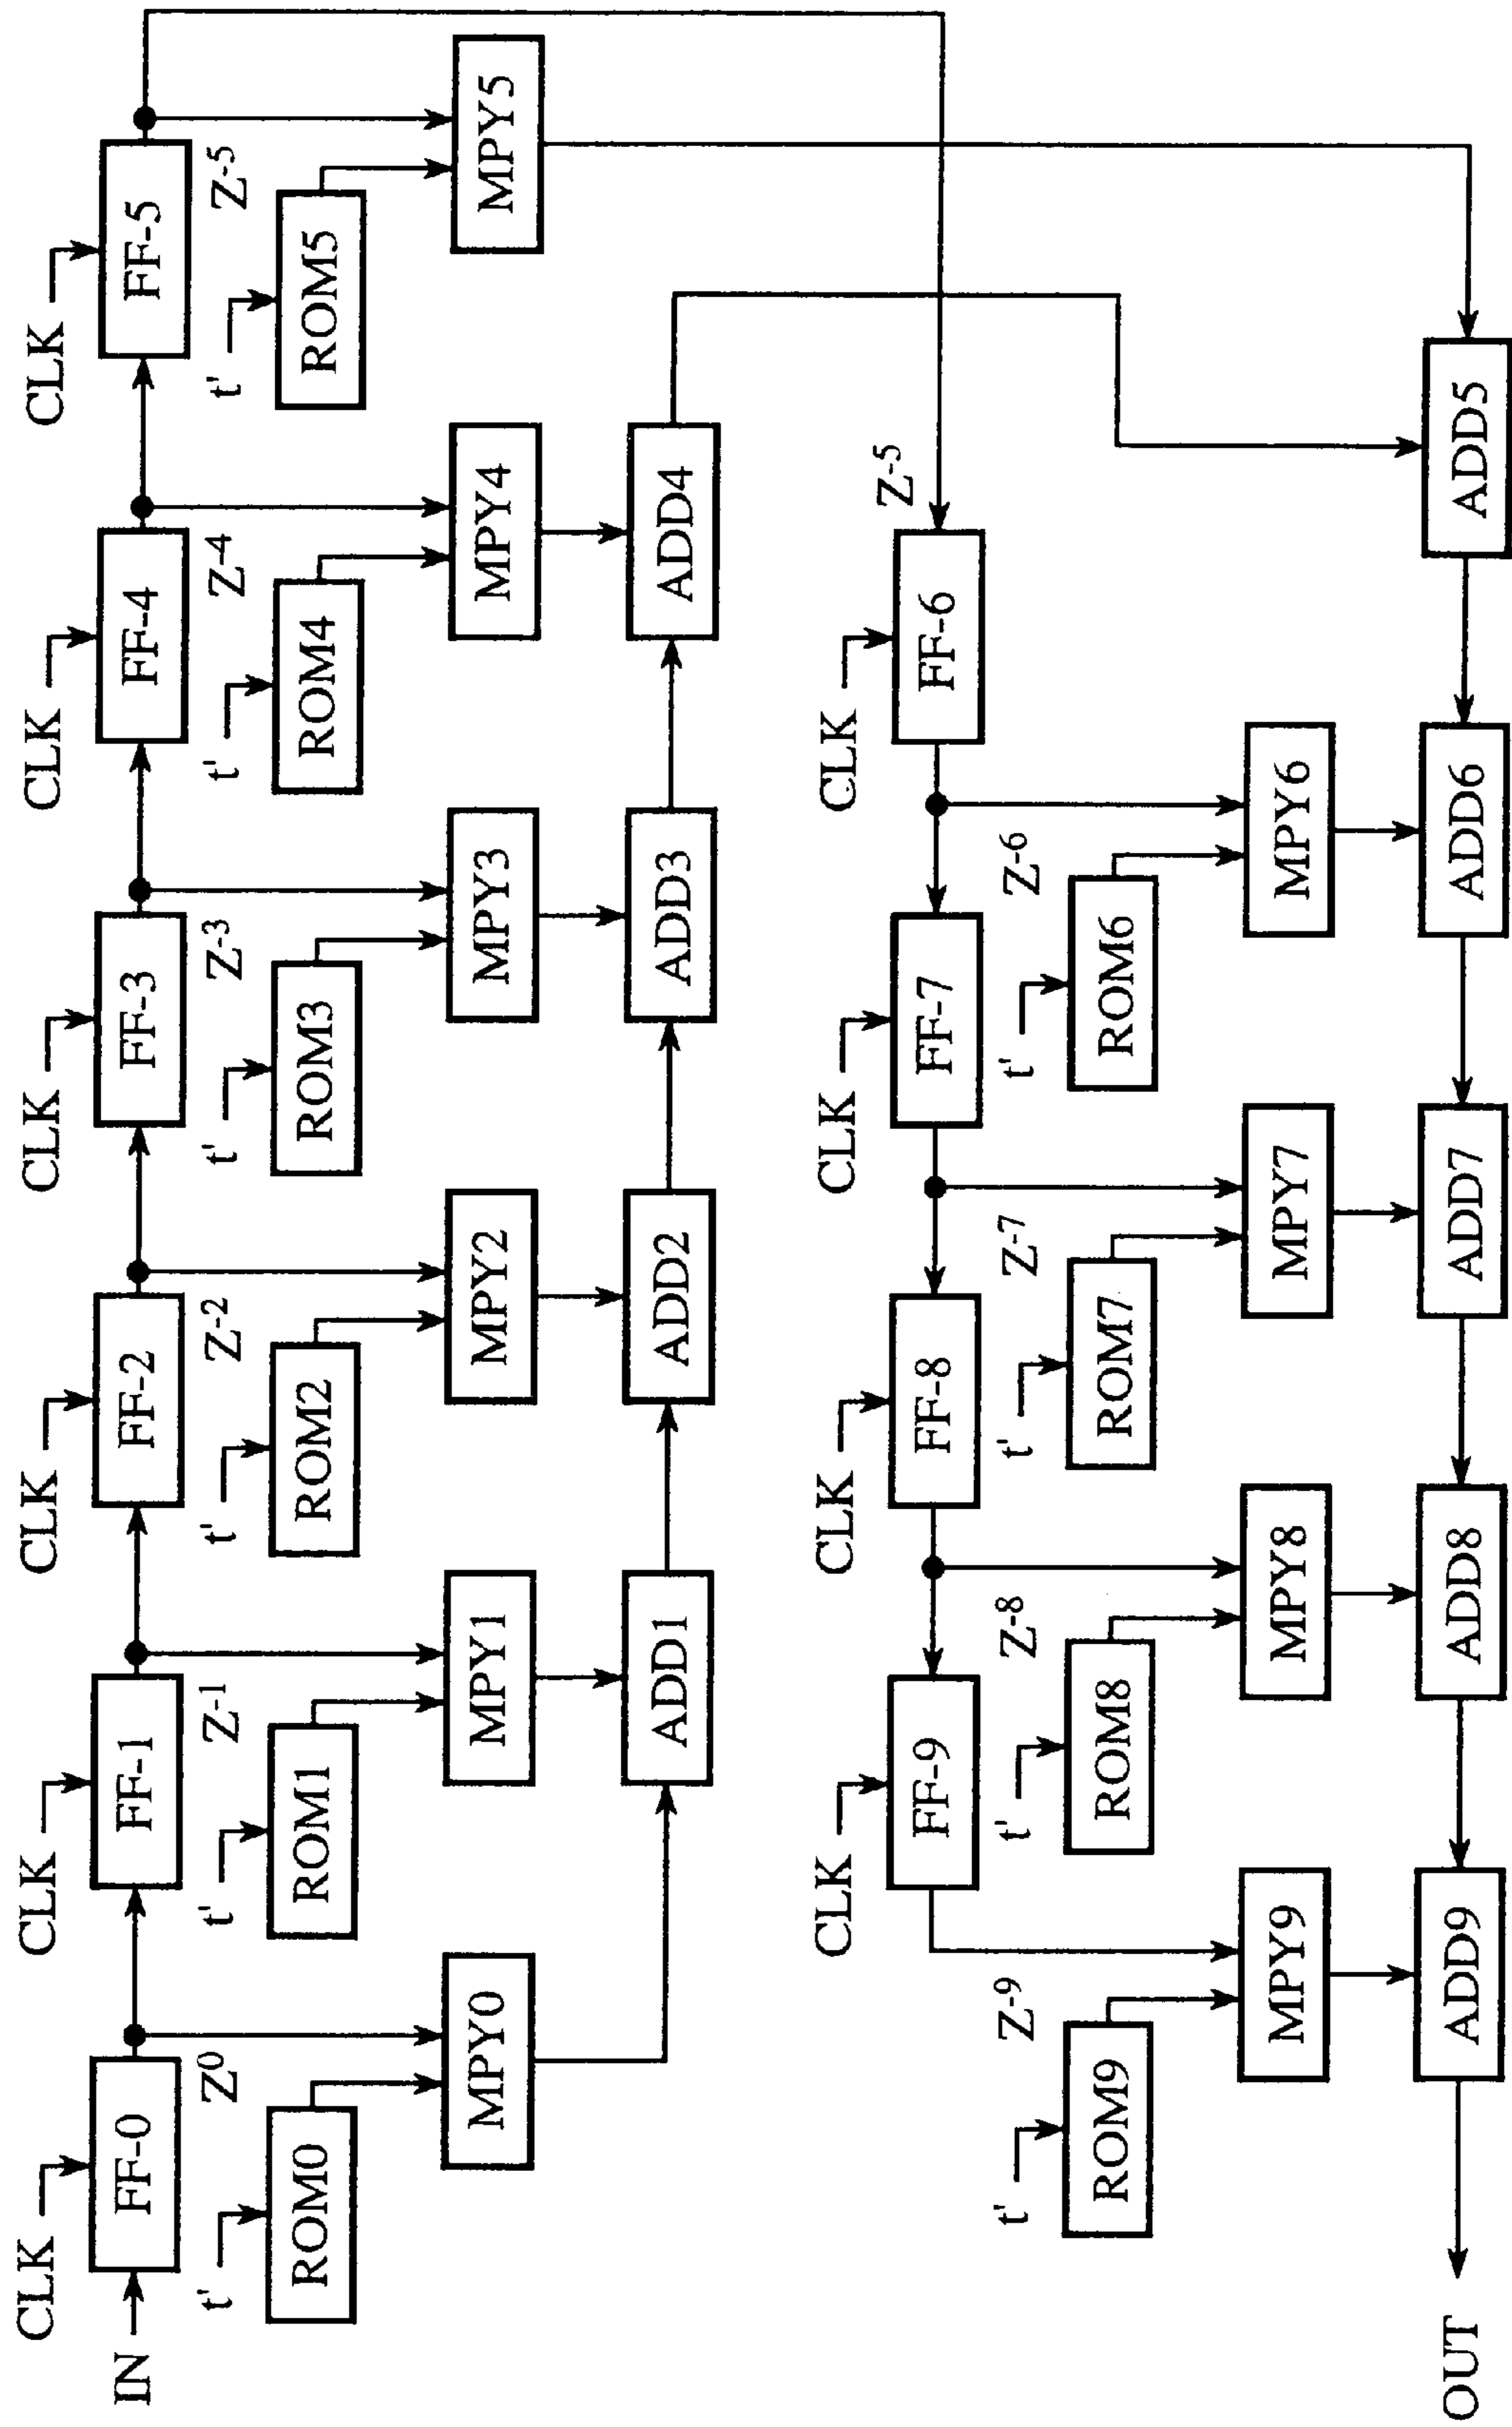 CLK CLK CLK CLK CLK CLK
IN FF-0 FF-1 FF-2 FF-3 FF-4 FF-5
t' Z⁰ t' Z⁻¹ t' Z⁻² t' Z⁻³ t' Z⁻⁴ t' Z⁻⁵
ROM0 ROM1 ROM2 ROM3 ROM4 ROM5
MPY0 MPY1 MPY2 MPY3 MPY4 MPY5
ADD1 ADD2 ADD3 ADD4
CLK CLK CLK CLK
FF-9 FF-8 FF-7 FF-6 Z⁻⁵
t' Z⁻⁹ t' Z⁻⁸ t' Z⁻⁷ t' Z⁻⁶
ROM9 ROM8 ROM7 ROM6
MPY9 MPY8 MPY7 MPY6
OUT ADD9 ADD8 ADD7 ADD6 ADD5